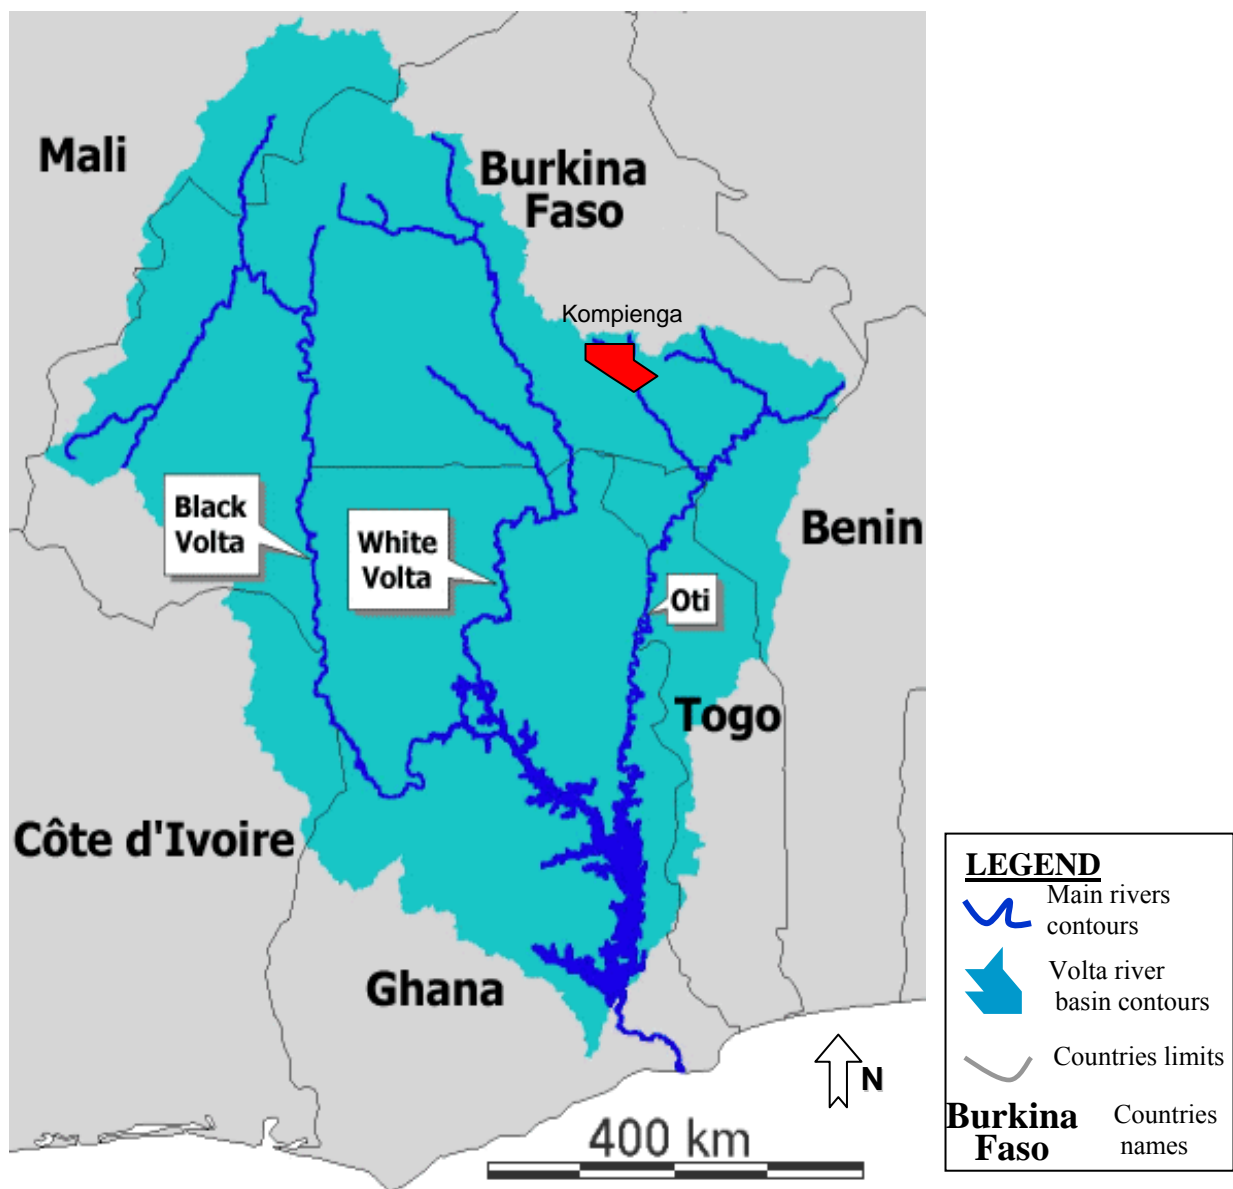 Mali
Burkina
Faso
Kompienga
Black
Volta
White
Volta
Benin
Oti
Togo
Côte d'Ivoire
Ghana
N
400 km
LEGEND
Main rivers
contours
Volta river
basin contours
Countries limits
Burkina
Faso
Countries
names